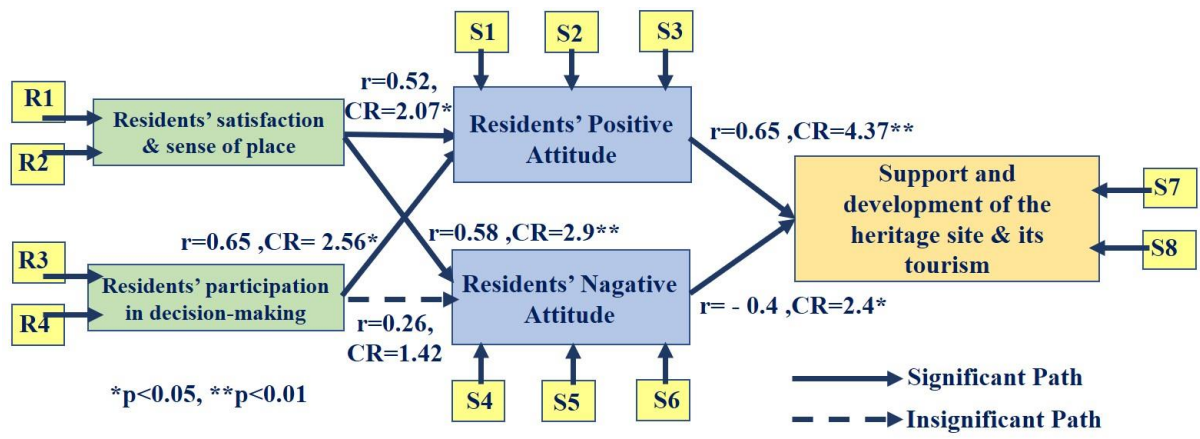 S1
S2
S3
R1
R2
Residents’ satisfaction
& sense of place
r=0.52,
CR=2.07*
Residents’ Positive
Attitude
r=0.65 ,CR=4.37**
Support and
development of the
heritage site & its
tourism
S7
S8
r=0.65 ,CR= 2.56*
r=0.58 ,CR=2.9**
R3
R4
Residents’ participation
in decision-making
r=0.26,
CR=1.42
Residents’ Nagative
Attitude
r= - 0.4 ,CR=2.4*
S4
S5
S6
*p<0.05, **p<0.01
Significant Path
Insignificant Path